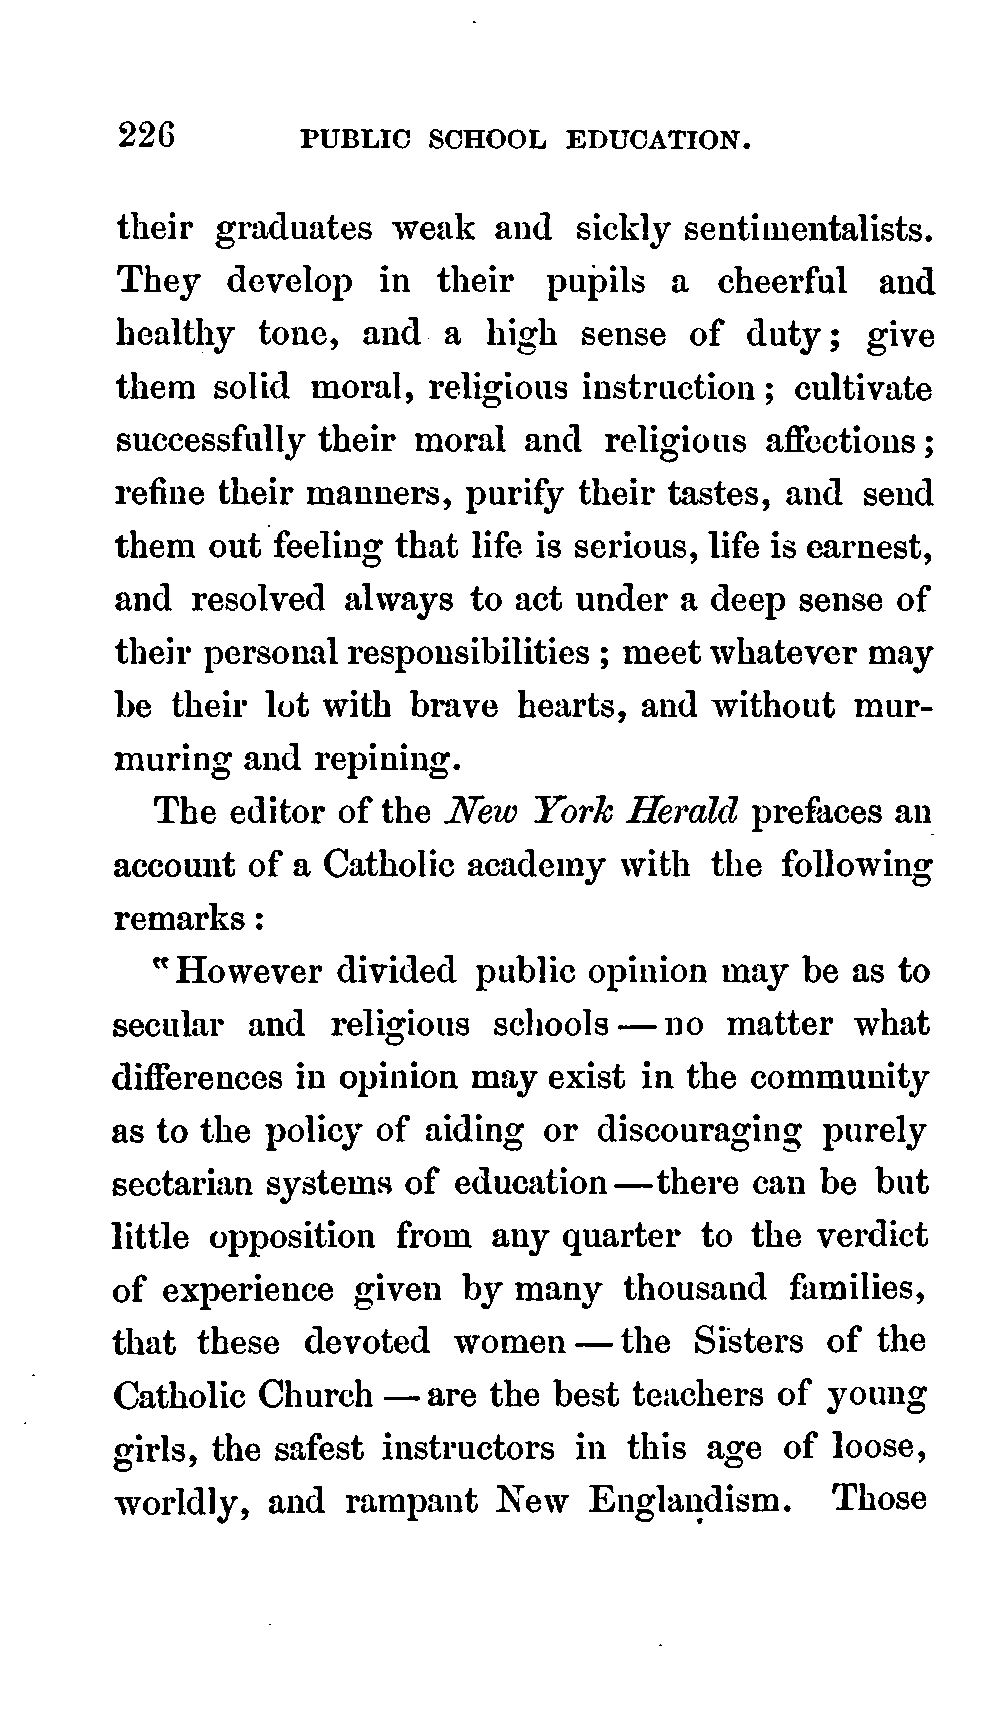 226 PUBLIC SCHOOL EDUCATION.
their graduates weak and sickly sentimentalists.
They develop in their pupils a cheerful and
healthy tone, and a high sense of duty; give
them solid moral, religious instruction; cultivate
successfully their moral and religious affections;
refine their manners, purify their tastes, and send
them out feeling that life is serious, life is earnest,
and resolved always to act under a deep sense of
their personal responsibilities; meet whatever may
be their lot with brave hearts, and without mur-
muring and repining.
The editor of the New York Herald prefaces an
account of a Catholic academy with the following
remarks:
"However divided public opinion may be as to
secular and religious schools — no matter what
differences in opinion may exist in the community
as to the policy of aiding or discouraging purely
sectarian systems of education — there can be but
little opposition from any quarter to the verdict
of experience given by many thousand families,
that these devoted women — the Sisters of the
Catholic Church — are the best teachers of young
girls, the safest instructors in this age of loose,
worldly, and rampant New Englandism. Those